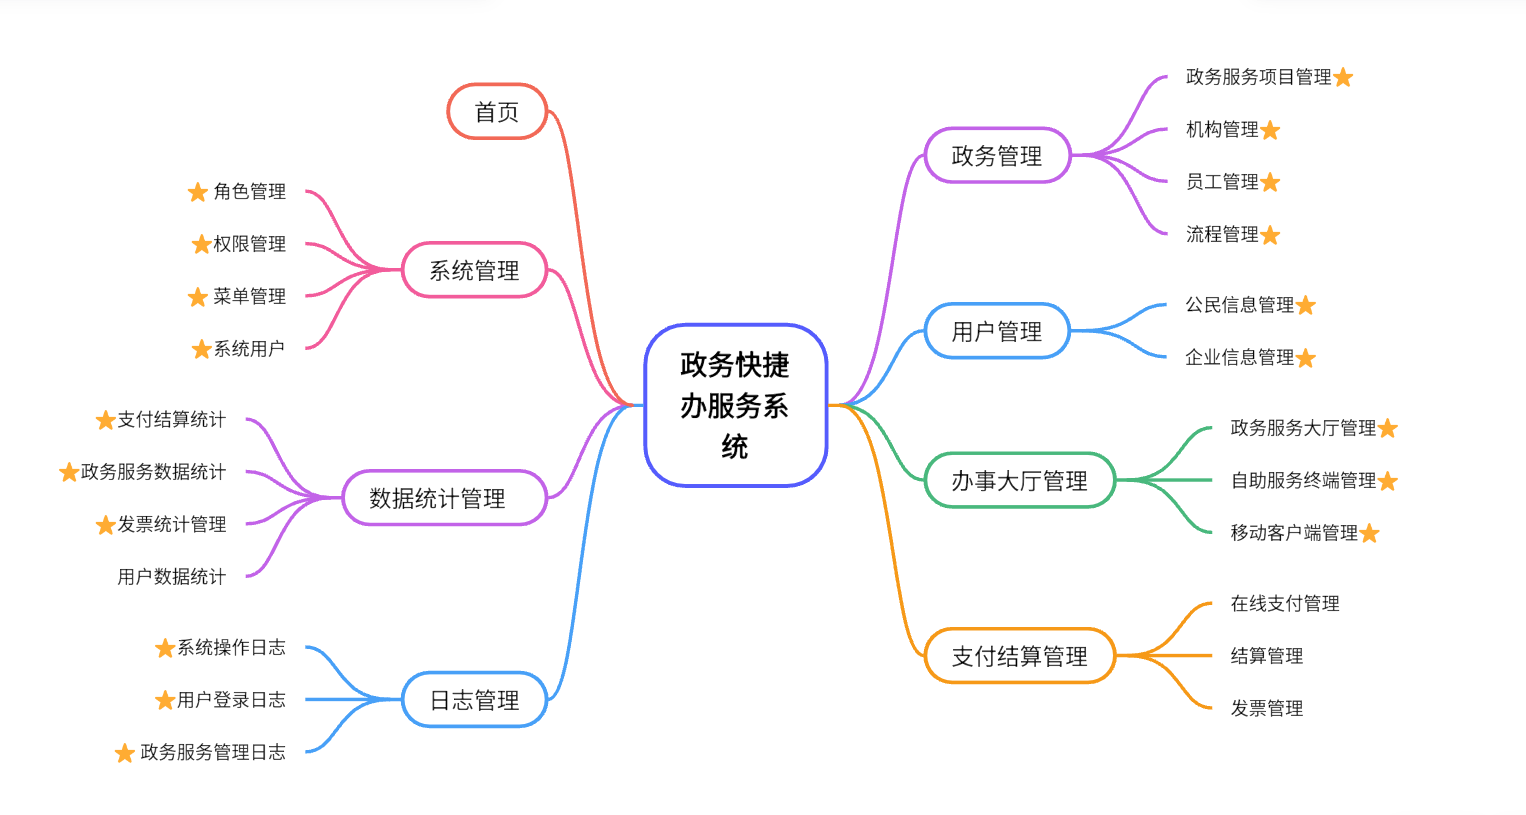 政务快捷
办服务系
统
首页
系统管理
角色管理
权限管理
菜单管理
系统用户
数据统计管理
支付结算统计
政务服务数据统计
发票统计管理
用户数据统计
日志管理
系统操作日志
用户登录日志
政务服务管理日志
政务管理
政务服务项目管理
机构管理
员工管理
流程管理
用户管理
公民信息管理
企业信息管理
办事大厅管理
政务服务大厅管理
自助服务终端管理
移动客户端管理
支付结算管理
在线支付管理
结算管理
发票管理